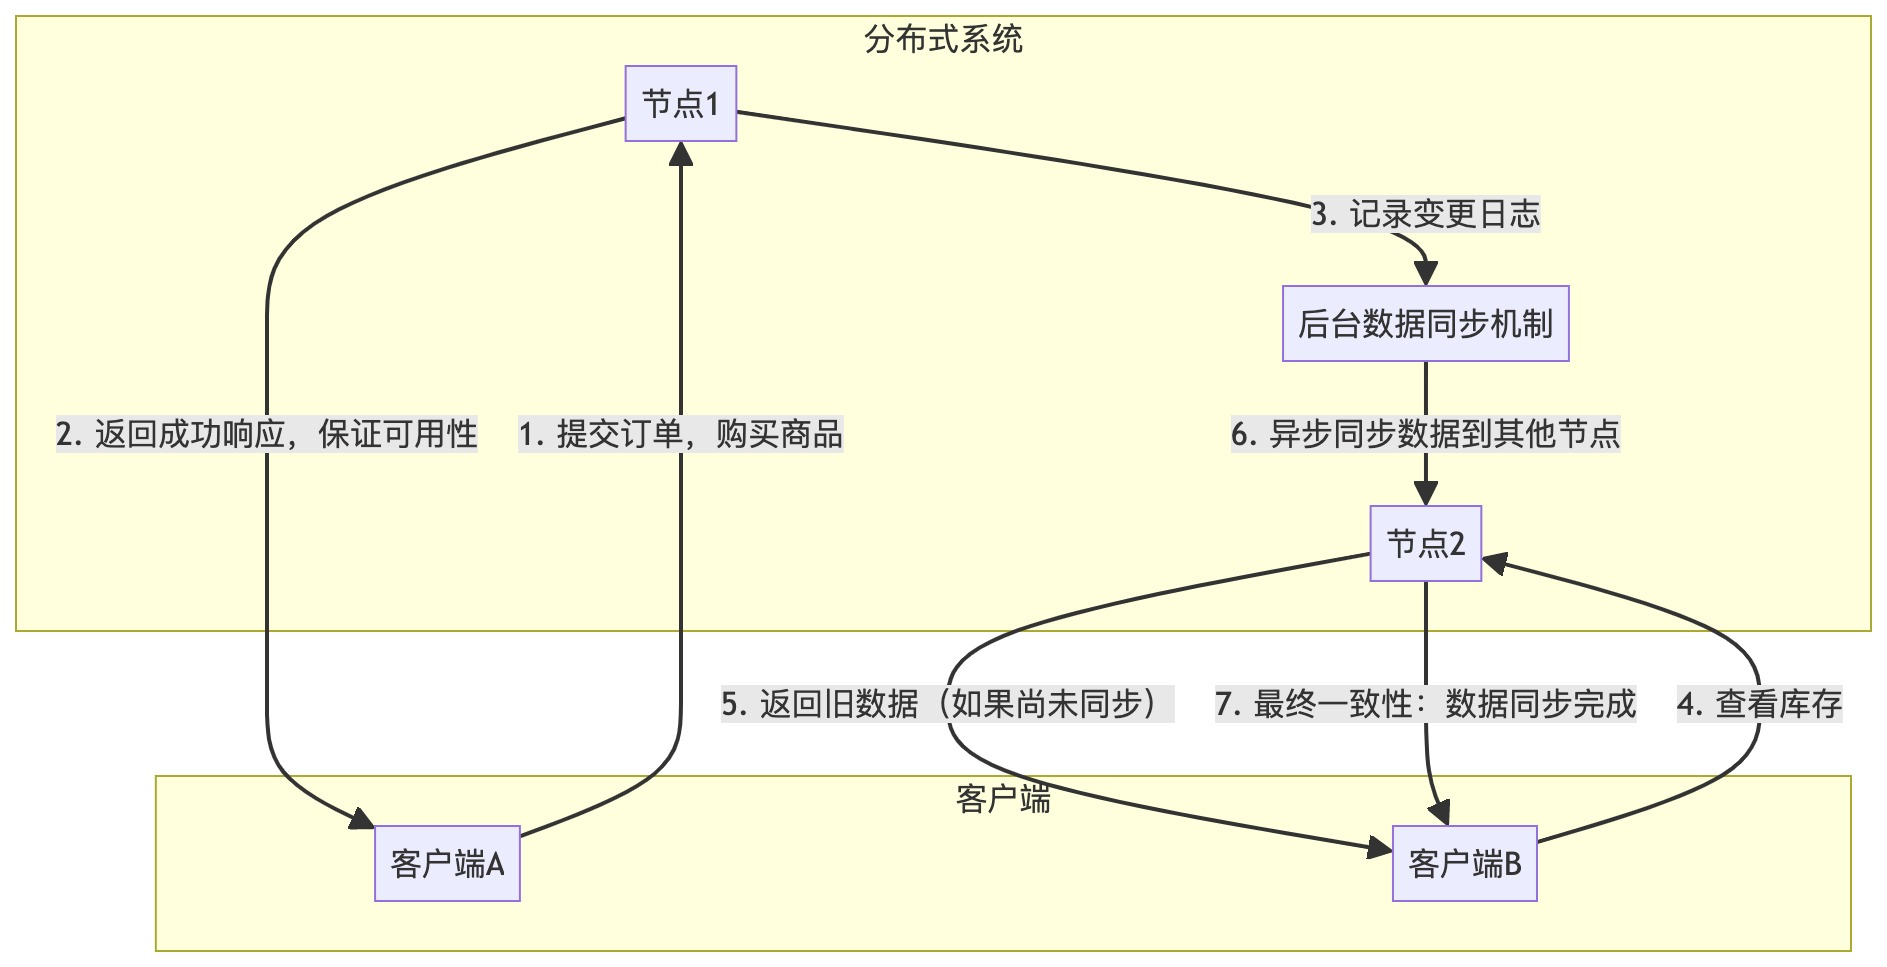 分布式系统
节点1
3. 记录变更日志
后台数据同步机制
2. 返回成功响应，保证可用性
1. 提交订单，购买商品
6. 异步同步数据到其他节点
节点2
5. 返回旧数据（如果尚未同步）
7. 最终一致性：数据同步完成
4. 查看库存
客户端
客户端A
客户端B